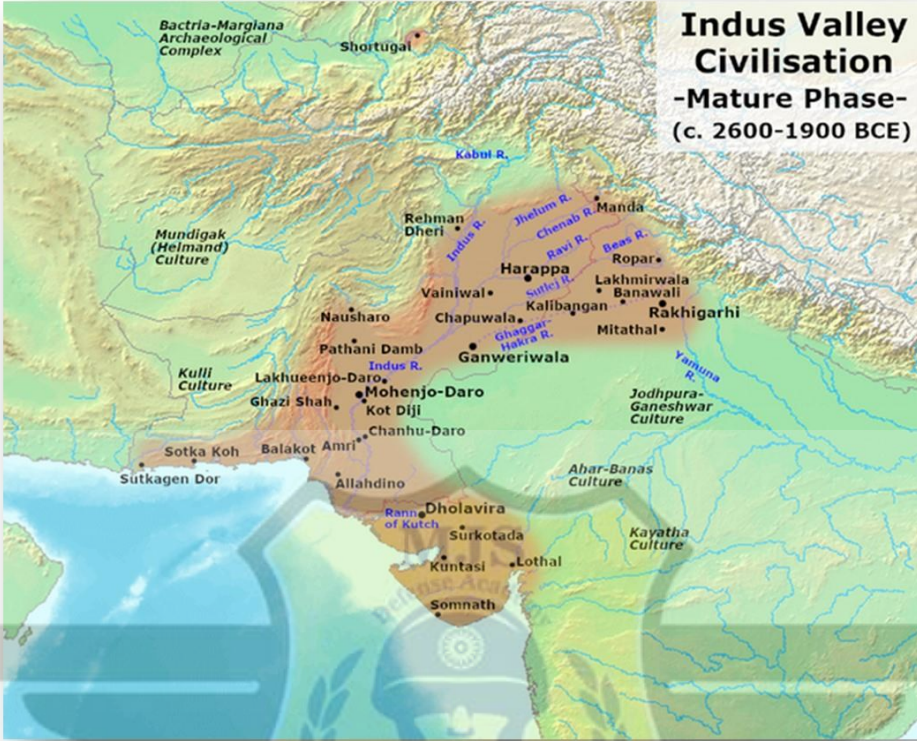 Indus Valley
Civilisation
-Mature Phase-
(c. 2600-1900 BCE)
Bactria-Margiana
Archaeological
Complex
Shortugal
Kabul R.
Rehman
Dheri
Indus R.
Jhelum R.
Chenab R.
Manda
Mundigak
(Helmand)
Culture
Ravi R.
Beas R.
Ropar
Harappa
Sutlej R.
Lakhmirwala
Vainiwal
Kalibangan
Banawali
Rakhigarhi
Nausharo
Chapuwala
Mitathal
Ghaggar-
Hakra R.
Pathani Damb
Ganweriwala
Indus R.
Yamuna
R.
Kulli
Culture
Lakhueenjo-Daro
Mohenjo-Daro
Ghazi Shah
Kot Diji
Jodhpura-
Ganeshwar
Culture
Chanhu-Daro
Amri
Sotka Koh
Balakot
Sutkagen Dor
Allahdino
Ahar-Banas
Culture
Rann
of Kutch
Dholavira
Surkotada
Kayatha
Culture
MJS
Kuntasi
Lothal
Somnath